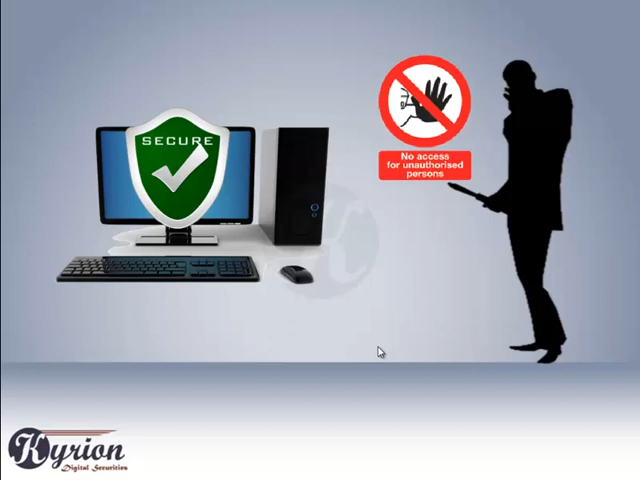 SECURE
No access
for unauthorised
persons
Kyrion
Digital Securities